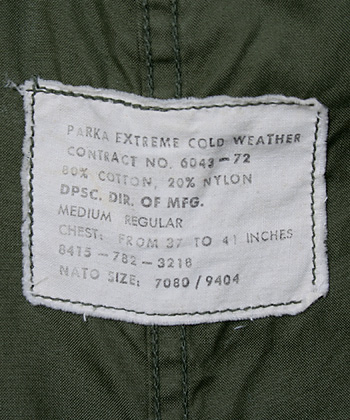 PARKA EXTREME COLD WEATHER
CONTRACT NO. 6043-72
80% COTTON, 20% NYLON
DPSC. DIR. OF MFG.
MEDIUM REGULAR
CHEST: FROM 37 TO 41 INCHES
8415-782-3218
NATO SIZE: 7080/9404